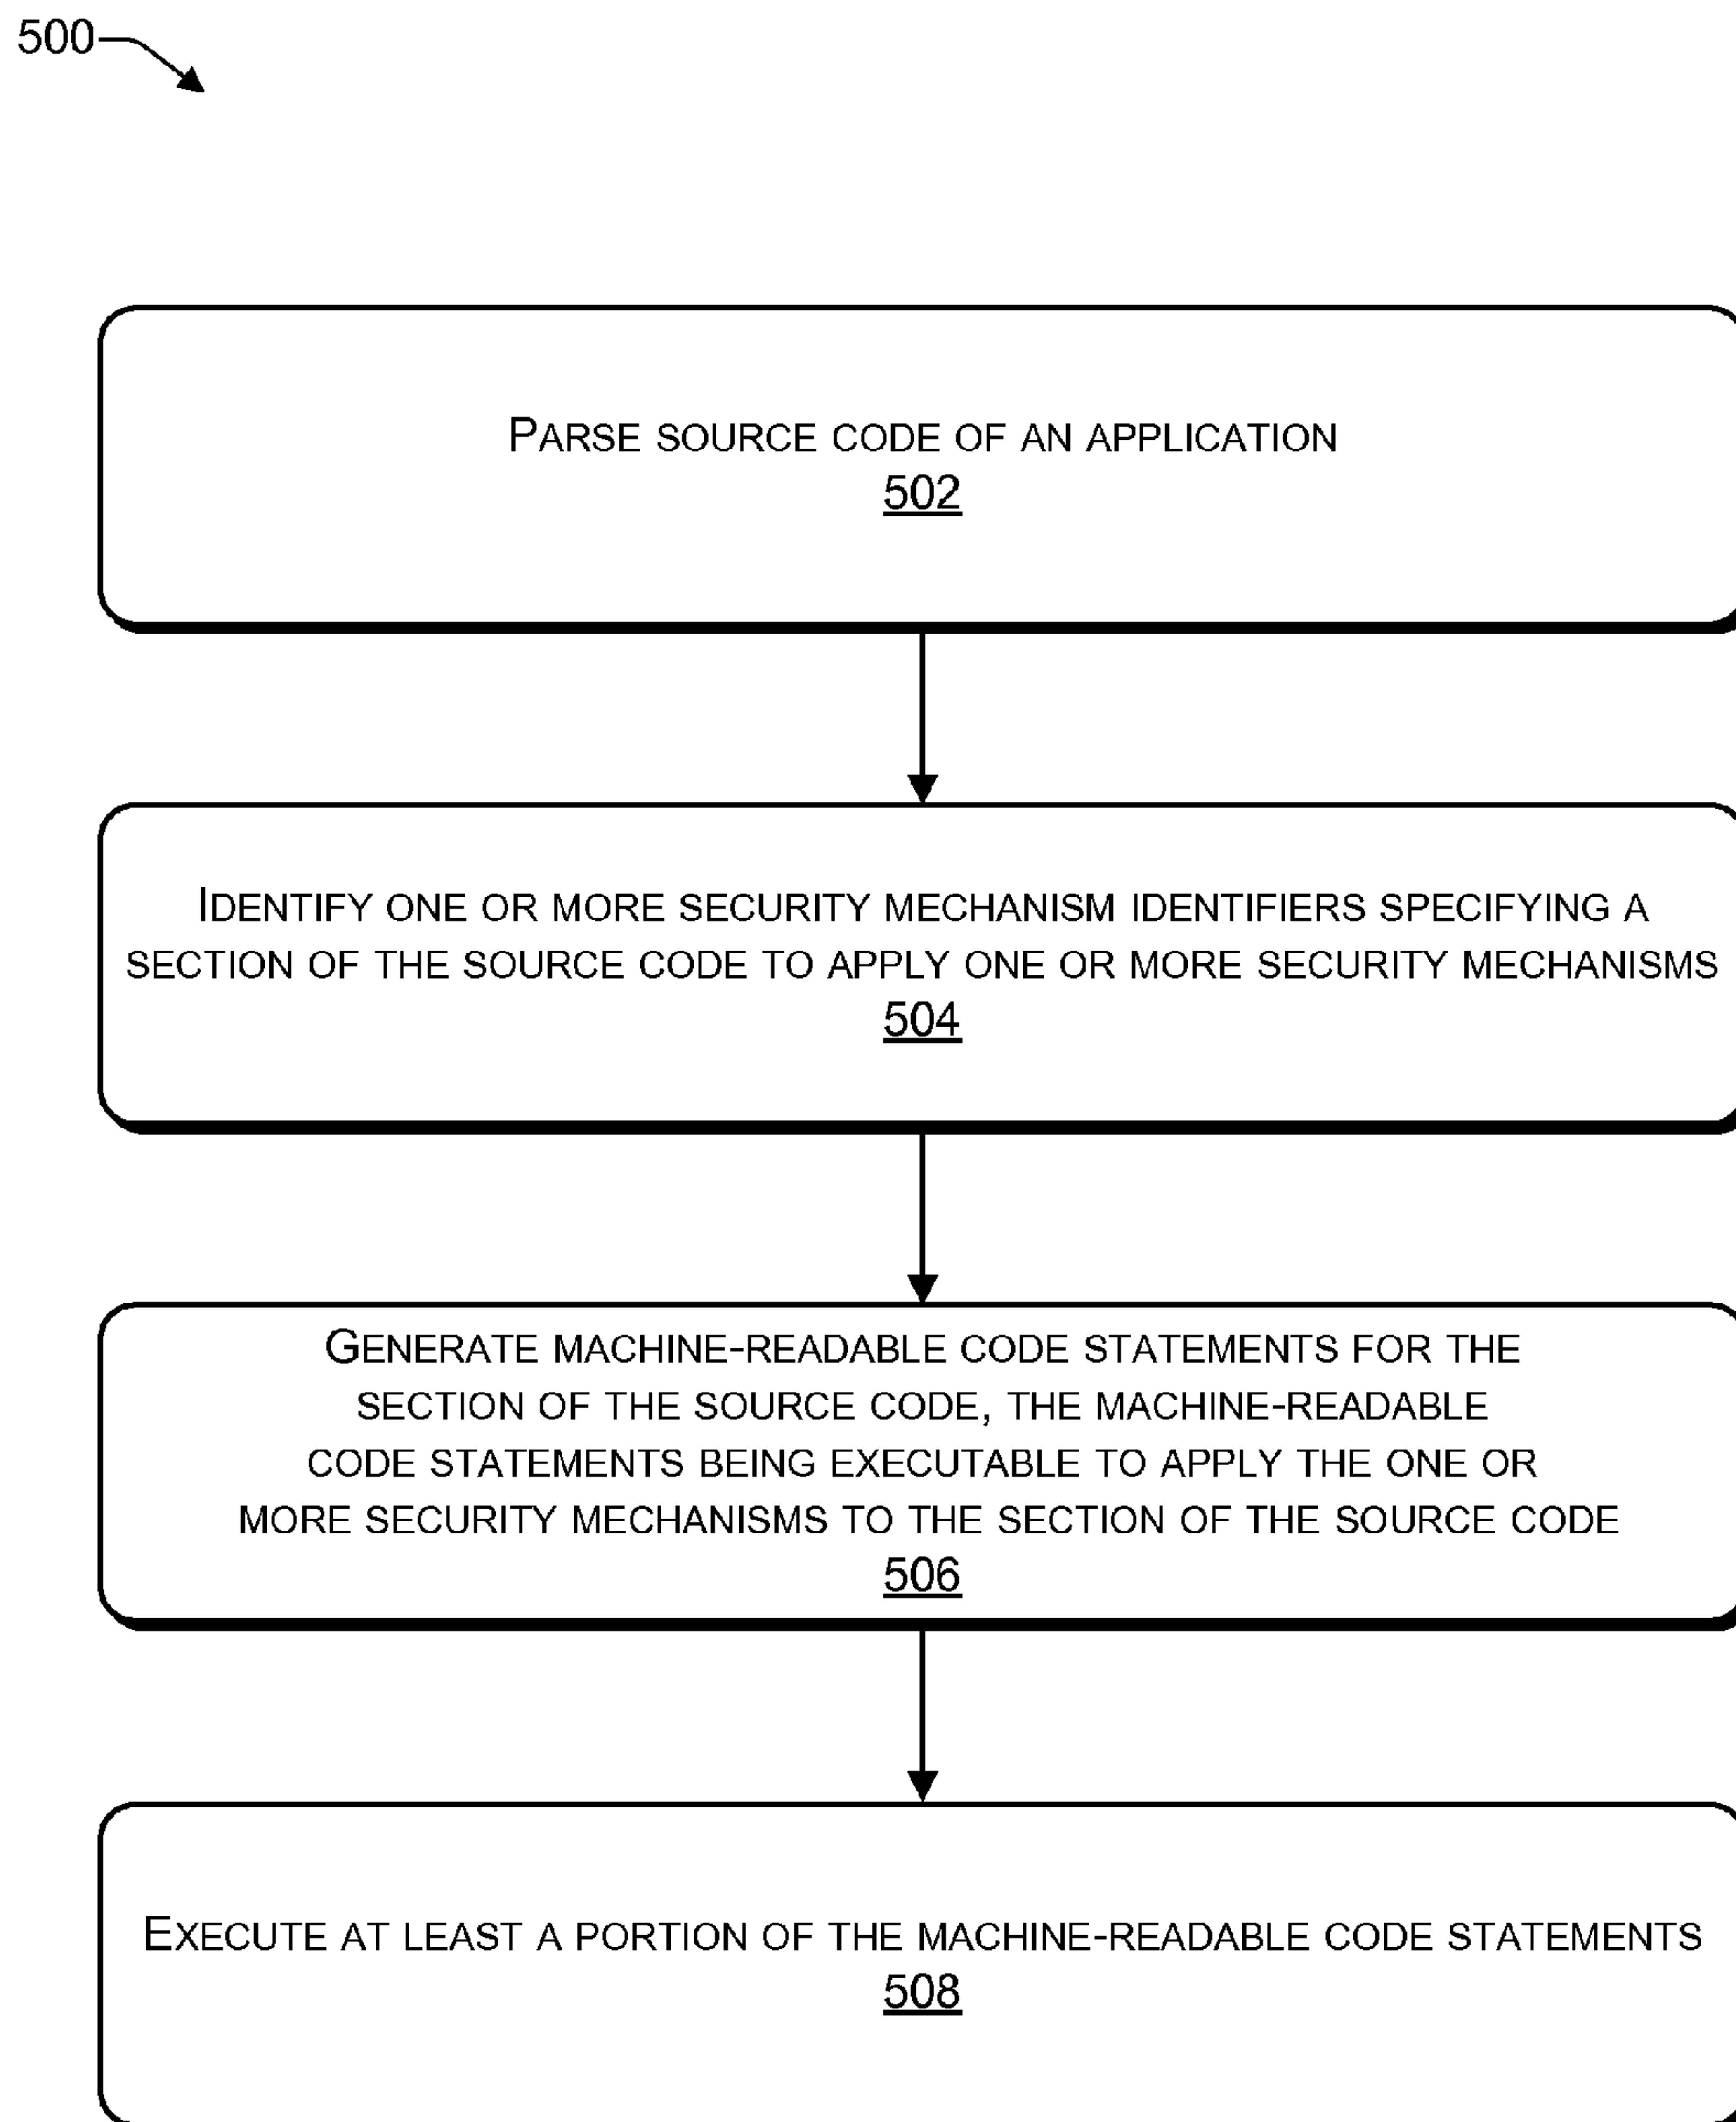 500
PARSE SOURCE CODE OF AN APPLICATION
502
IDENTIFY ONE OR MORE SECURITY MECHANISM IDENTIFIERS SPECIFYING A
SECTION OF THE SOURCE CODE TO APPLY ONE OR MORE SECURITY MECHANISMS
504
GENERATE MACHINE-READABLE CODE STATEMENTS FOR THE
SECTION OF THE SOURCE CODE, THE MACHINE-READABLE
CODE STATEMENTS BEING EXECUTABLE TO APPLY THE ONE OR
MORE SECURITY MECHANISMS TO THE SECTION OF THE SOURCE CODE
506
EXECUTE AT LEAST A PORTION OF THE MACHINE-READABLE CODE STATEMENTS
508